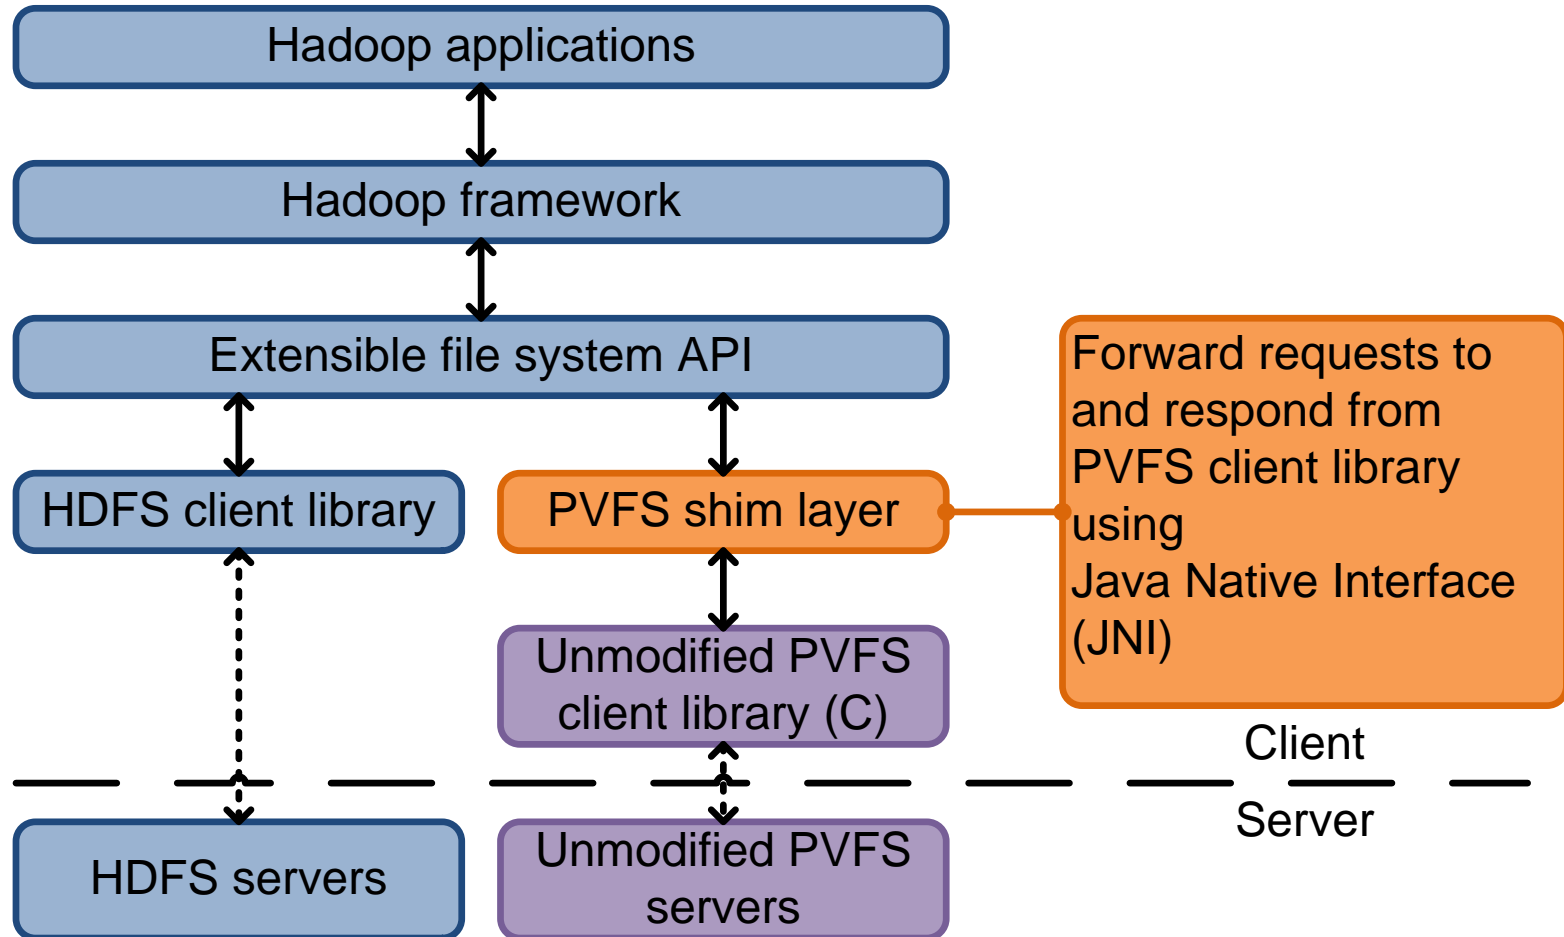 Hadoop applications
Hadoop framework
Extensible file system API
HDFS client library
PVFS shim layer
Forward requests to
and respond from
PVFS client library
using
Java Native Interface
(JNI)
Unmodified PVFS
client library (C)
Client
Server
HDFS servers
Unmodified PVFS
servers